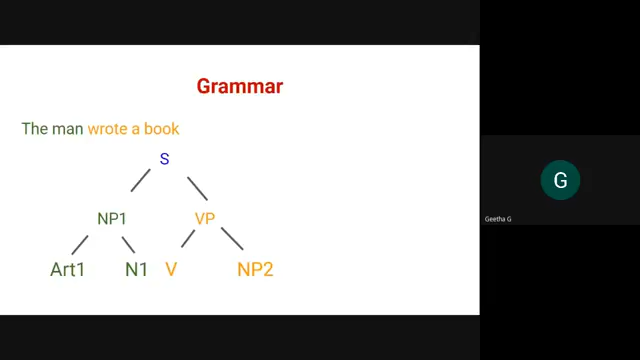 Grammar
The man wrote a book
S
NP1 VP
Art1 N1 V NP2
G
Geetha G